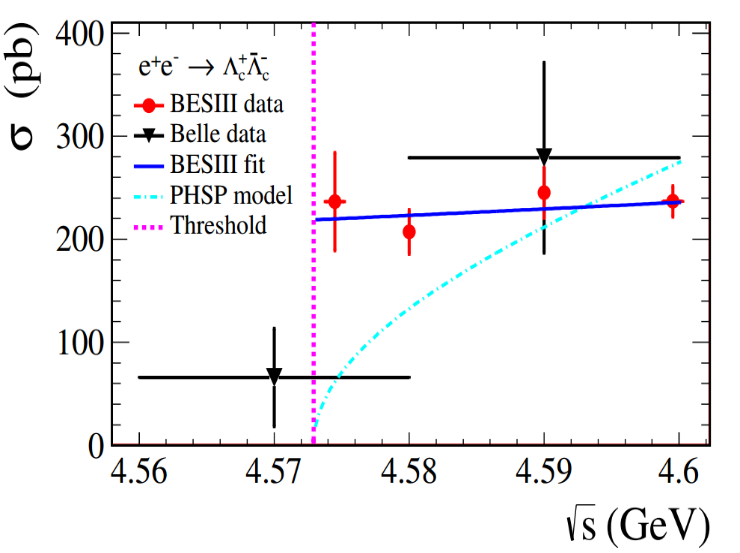 400
300
200
100
0
σ (pb)
e⁺e⁻ → Λc⁺Λ̄c⁻
BESIII data
Belle data
BESIII fit
PHSP model
Threshold
4.56 4.57 4.58 4.59 4.6
√s (GeV)